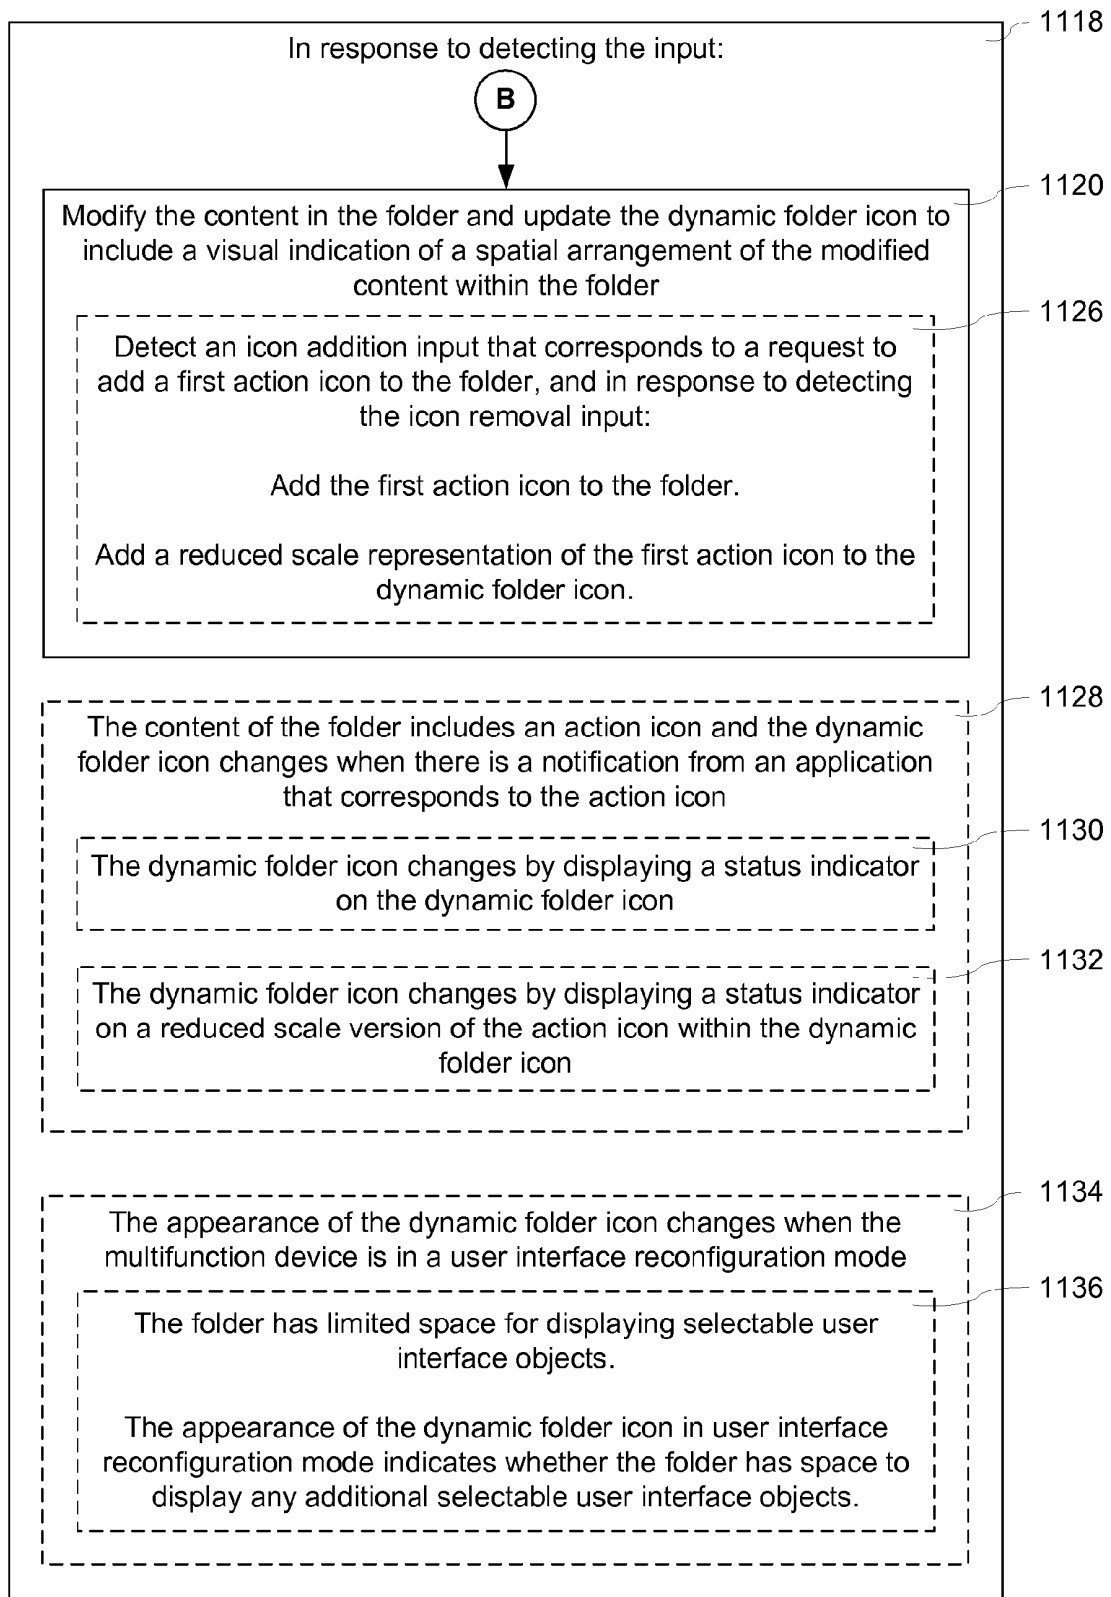 1118
In response to detecting the input:
B
1120
Modify the content in the folder and update the dynamic folder icon to
include a visual indication of a spatial arrangement of the modified
content within the folder
1126
Detect an icon addition input that corresponds to a request to
add a first action icon to the folder, and in response to detecting
the icon removal input:
Add the first action icon to the folder.
Add a reduced scale representation of the first action icon to the
dynamic folder icon.
1128
The content of the folder includes an action icon and the dynamic
folder icon changes when there is a notification from an application
that corresponds to the action icon
1130
The dynamic folder icon changes by displaying a status indicator
on the dynamic folder icon
1132
The dynamic folder icon changes by displaying a status indicator
on a reduced scale version of the action icon within the dynamic
folder icon
1134
The appearance of the dynamic folder icon changes when the
multifunction device is in a user interface reconfiguration mode
1136
The folder has limited space for displaying selectable user
interface objects.
The appearance of the dynamic folder icon in user interface
reconfiguration mode indicates whether the folder has space to
display any additional selectable user interface objects.